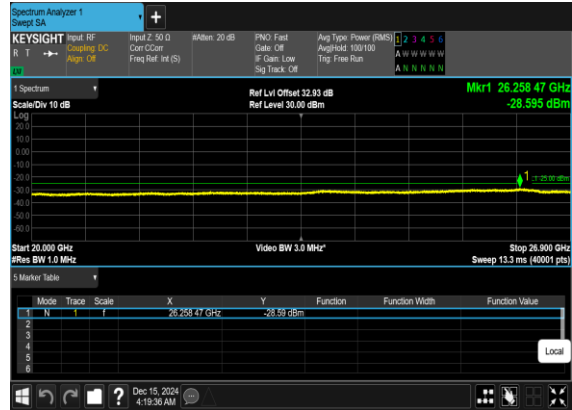 Spectrum Analyzer 1
Swept SA
+
KEYSIGHT Input: RF Input Z: 50 Ω #Atten: 20 dB PNO: Fast Avg Type: Power (RMS) 1 2 3 4 5 6
R T Coupling: DC Corr CCorr Gate: Off Avg|Hold: 100/100 A W W W W W
Align: Off Freq Ref: Int (S) IF Gain: Low Trig: Free Run
Sig Track: Off A N N N N N
1 Spectrum Ref Lvl Offset 32.93 dB Mkr1 26.258 47 GHz
Scale/Div 10 dB Ref Level 30.00 dBm -28.595 dBm
Log
20.0
10.0
0.00
-10.0
-20.0 1
-30.0
-40.0
-50.0
-60.0
Start 20.000 GHz Video BW 3.0 MHz* Stop 26.900 GHz
#Res BW 1.0 MHz Sweep 13.3 ms (40001 pts)
5 Marker Table
Mode Trace Scale X Y Function Function Width Function Value
1 N 1 f 26.258 47 GHz -28.59 dBm
2
3
4
5
6
Local
? Dec 15, 2024
4:19:36 AM